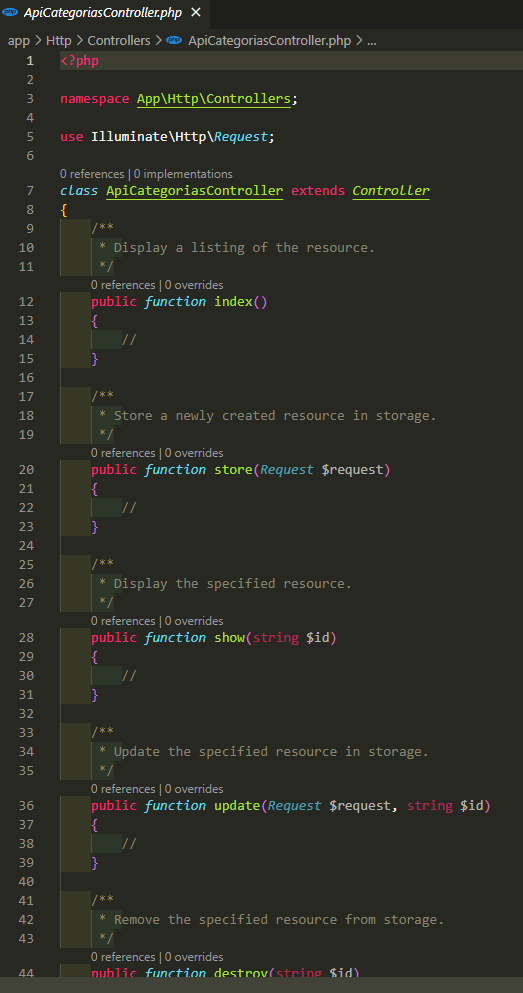 php ApiCategoriasController.php ×
app > Http > Controllers > php ApiCategoriasController.php > ...
1 <?php
2
3 namespace App\Http\Controllers;
4
5 use Illuminate\Http\Request;
6
0 references | 0 implementations
7 class ApiCategoriasController extends Controller
8 {
9 /**
10 * Display a listing of the resource.
11 */
0 references | 0 overrides
12 public function index()
13 {
14 //
15 }
16
17 /**
18 * Store a newly created resource in storage.
19 */
0 references | 0 overrides
20 public function store(Request $request)
21 {
22 //
23 }
24
25 /**
26 * Display the specified resource.
27 */
0 references | 0 overrides
28 public function show(string $id)
29 {
30 //
31 }
32
33 /**
34 * Update the specified resource in storage.
35 */
0 references | 0 overrides
36 public function update(Request $request, string $id)
37 {
38 //
39 }
40
41 /**
42 * Remove the specified resource from storage.
43 */
0 references | 0 overrides
44 public function destroy(string $id)